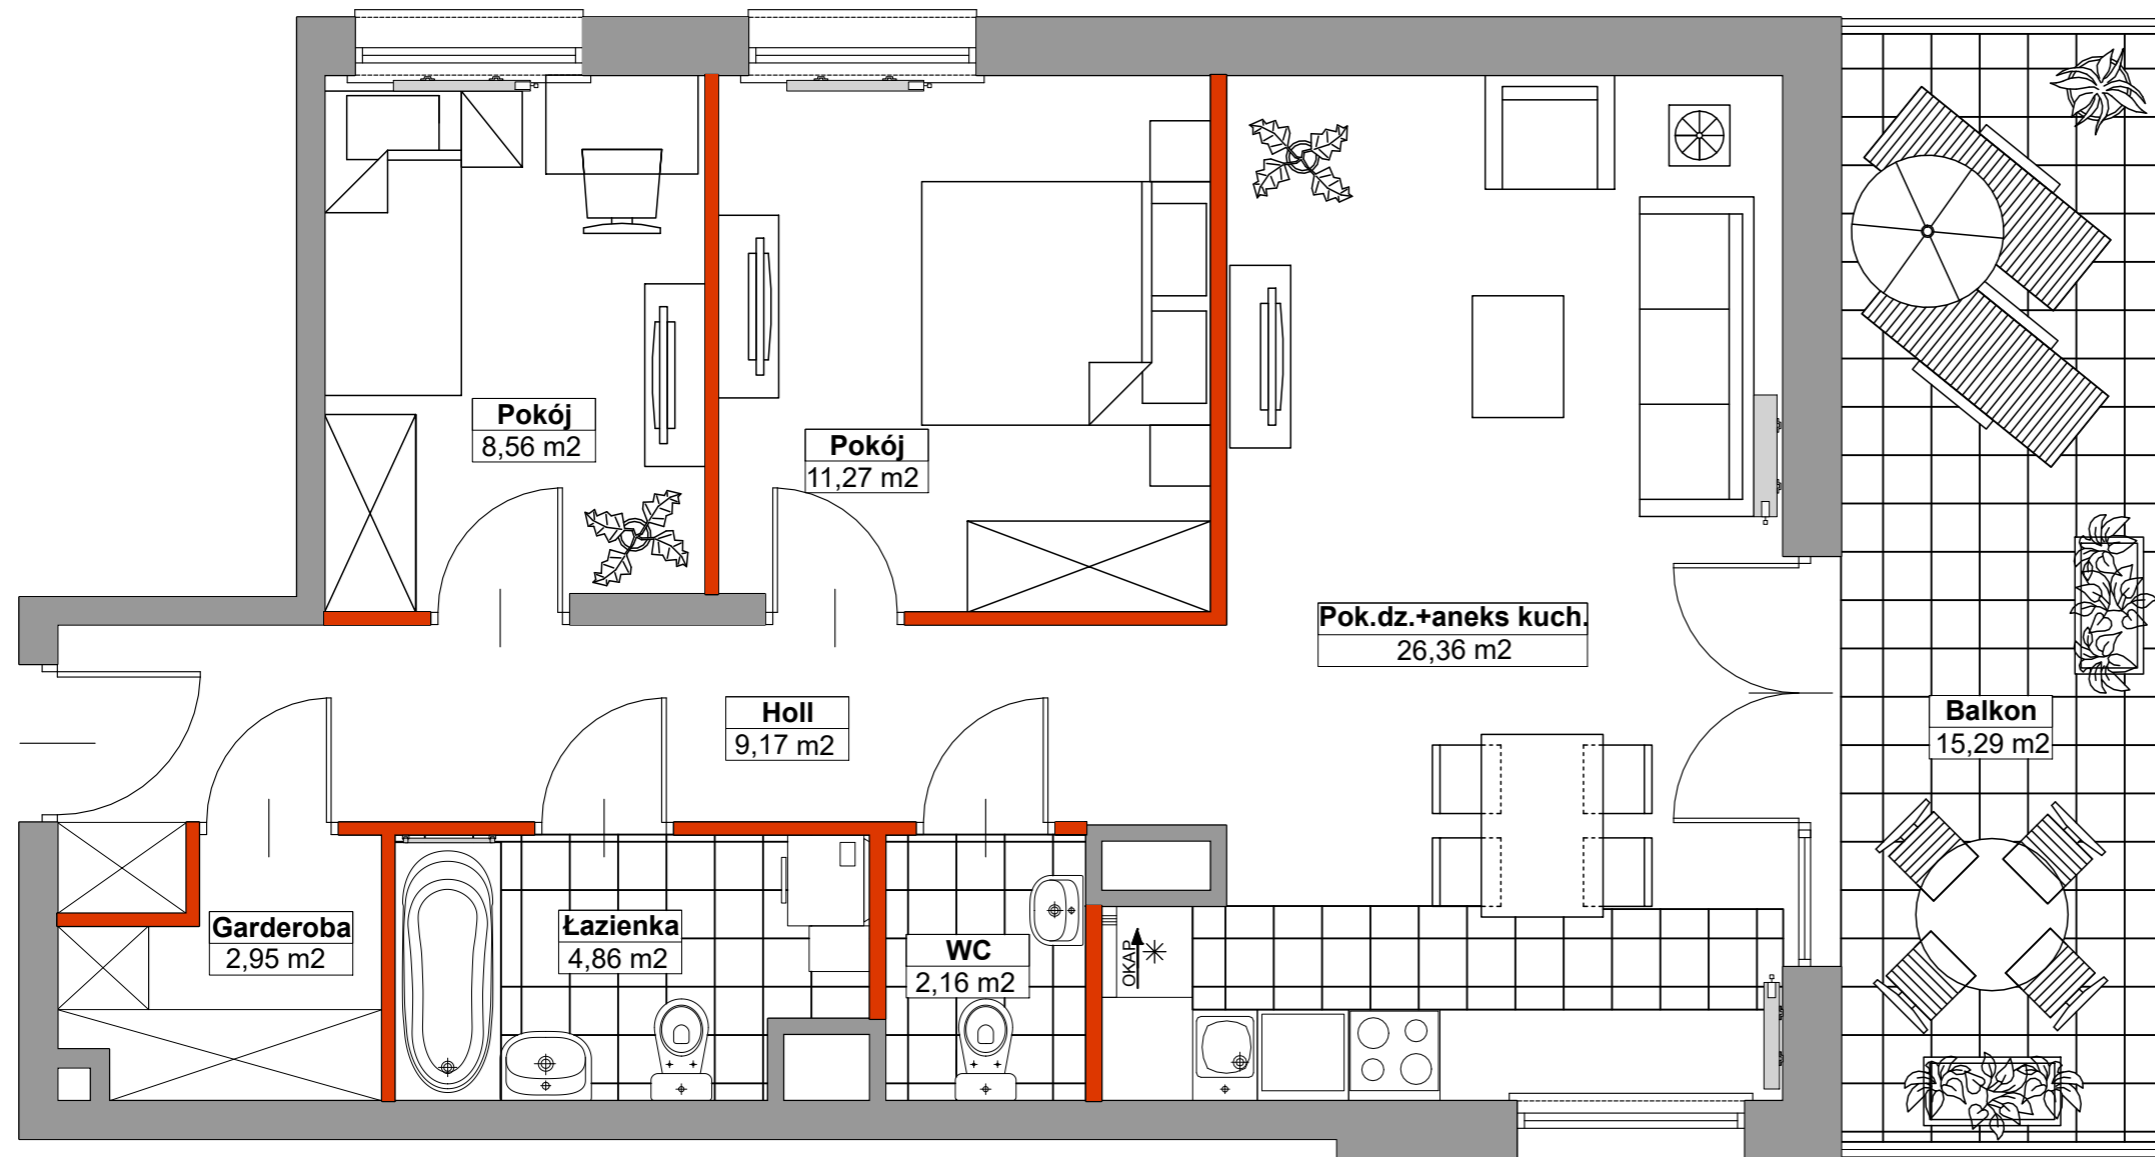 Pokój
8,56 m2
Pokój
11,27 m2
Pok.dz.+aneks kuch.
26,36 m2
Holl
9,17 m2
Balkon
15,29 m2
Garderoba
2,95 m2
Łazienka
4,86 m2
WC
2,16 m2
OKAP